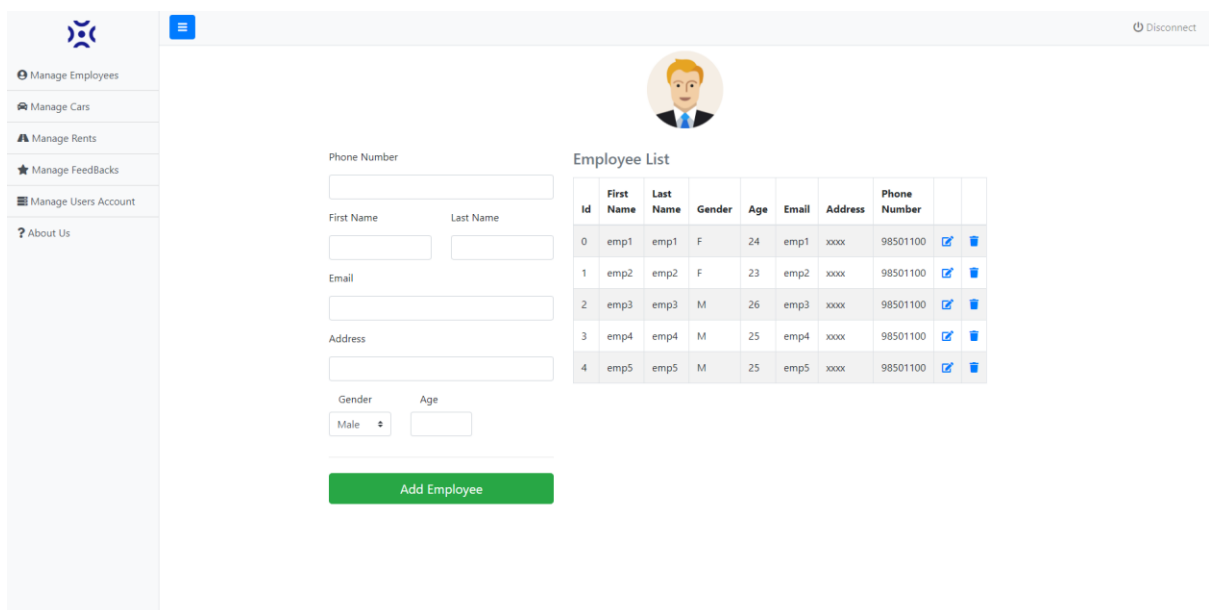 Disconnect
Manage Employees
Manage Cars
Manage Rents
Manage FeedBacks
Manage Users Account
? About Us
Phone Number
First Name Last Name
Email
Address
Gender Age
Male
Add Employee
Employee List
Id First Name Last Name Gender Age Email Address Phone Number
0 emp1 emp1 F 24 emp1 xxxx 98501100
1 emp2 emp2 F 23 emp2 xxxx 98501100
2 emp3 emp3 M 26 emp3 xxxx 98501100
3 emp4 emp4 M 25 emp4 xxxx 98501100
4 emp5 emp5 M 25 emp5 xxxx 98501100